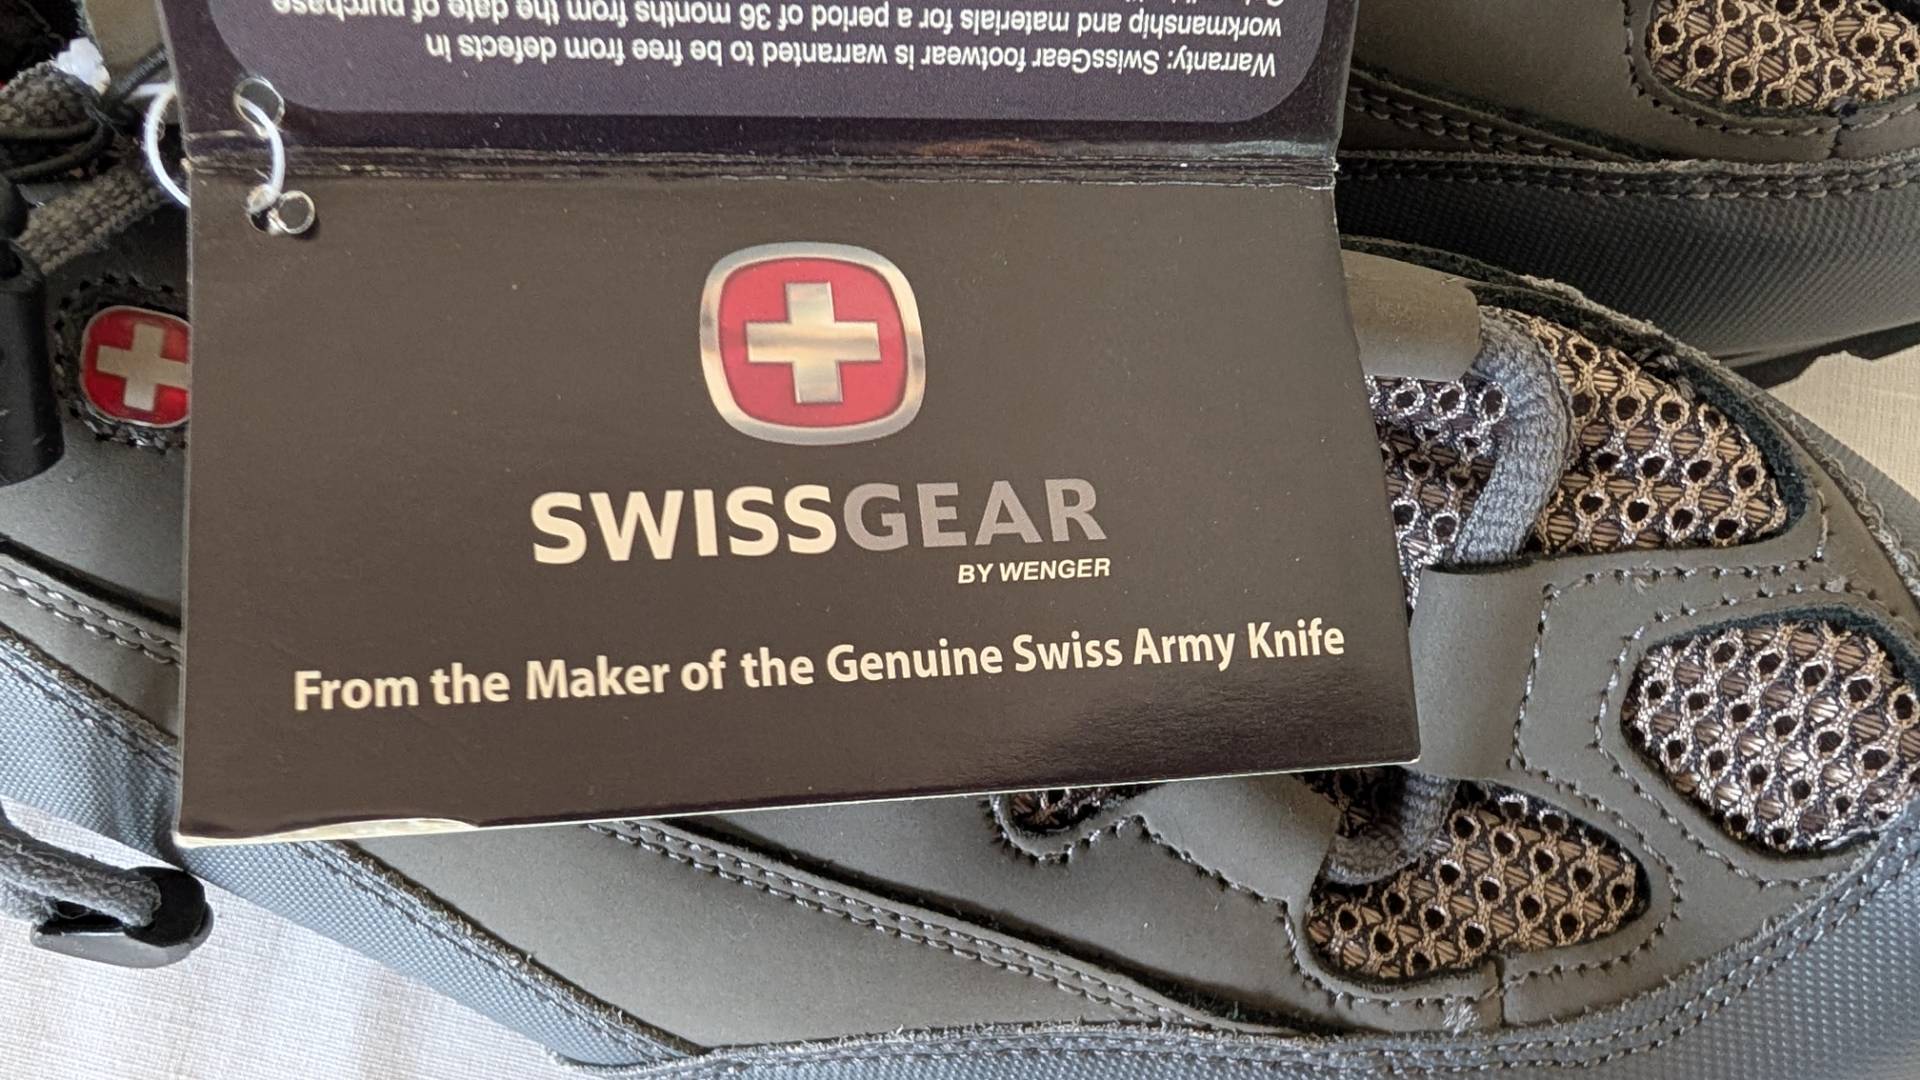 Warranty: SwissGear footwear is warranted to be free from defects in
workmanship and materials for a period of 36 months from the date of purchase
SWISSGEAR
BY WENGER
From the Maker of the Genuine Swiss Army Knife